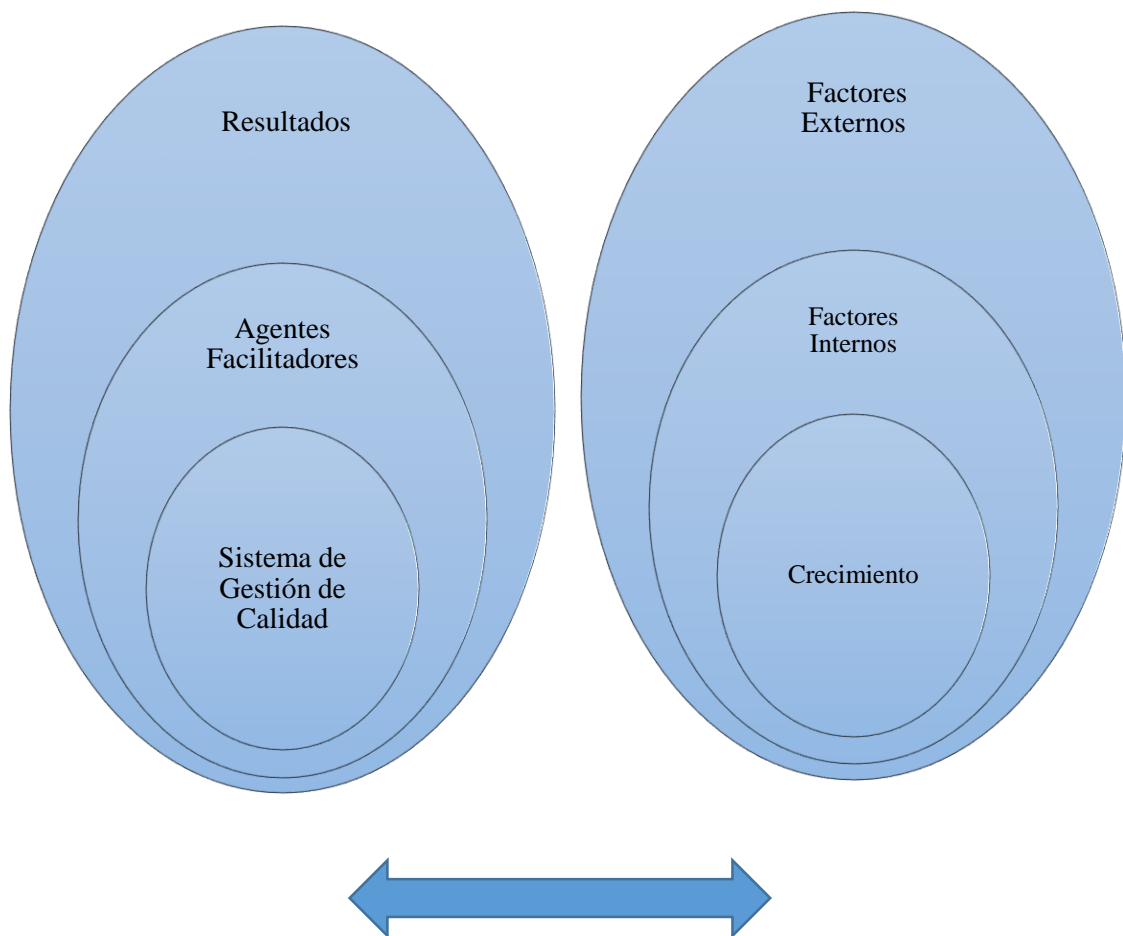 Resultados
Agentes
Facilitadores
Sistema de
Gestión de
Calidad
Factores
Externos
Factores
Internos
Crecimiento